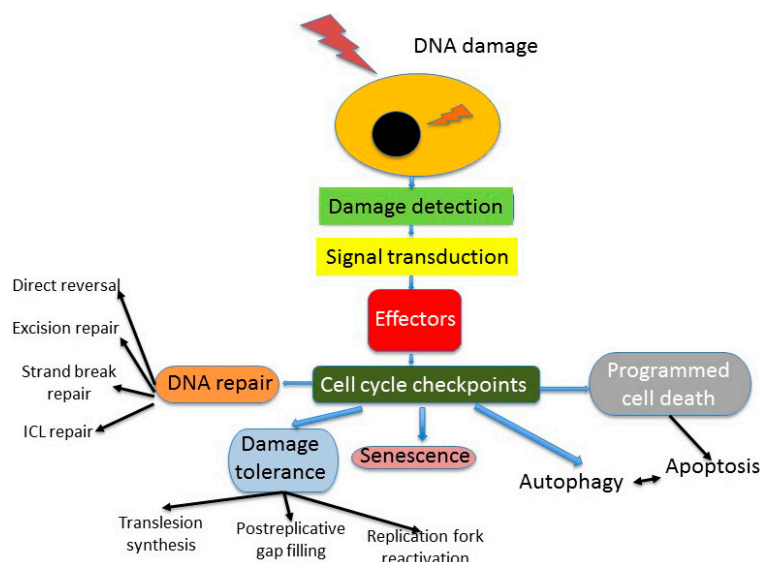 DNA damage
Damage detection
Signal transduction
Effectors
Cell cycle checkpoints
DNA repair
Direct reversal
Excision repair
Strand break
repair
ICL repair
Damage
tolerance
Translesion
synthesis
Postreplicative
gap filling
Replication fork
reactivation
Senescence
Programmed
cell death
Autophagy
Apoptosis